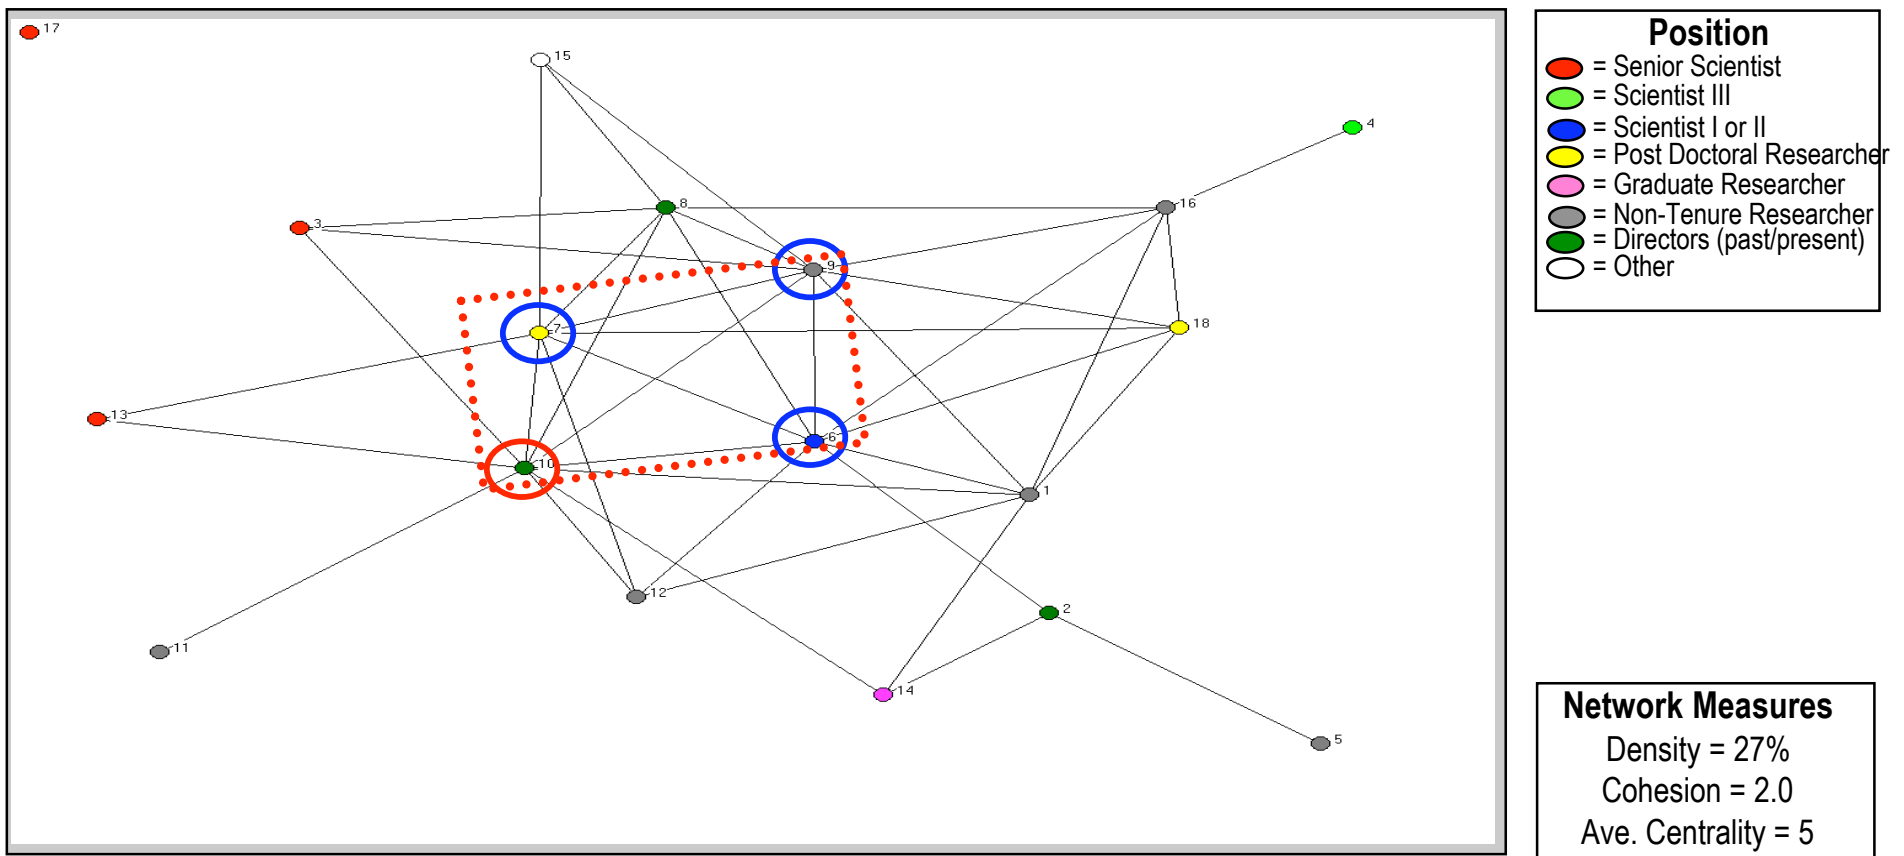 17
15
4
8
16
3
9
7
18
13
6
10
1
12
2
11
14
5
Position
= Senior Scientist
= Scientist III
= Scientist I or II
= Post Doctoral Researcher
= Graduate Researcher
= Non-Tenure Researcher
= Directors (past/present)
= Other
Network Measures
Density = 27%
Cohesion = 2.0
Ave. Centrality = 5